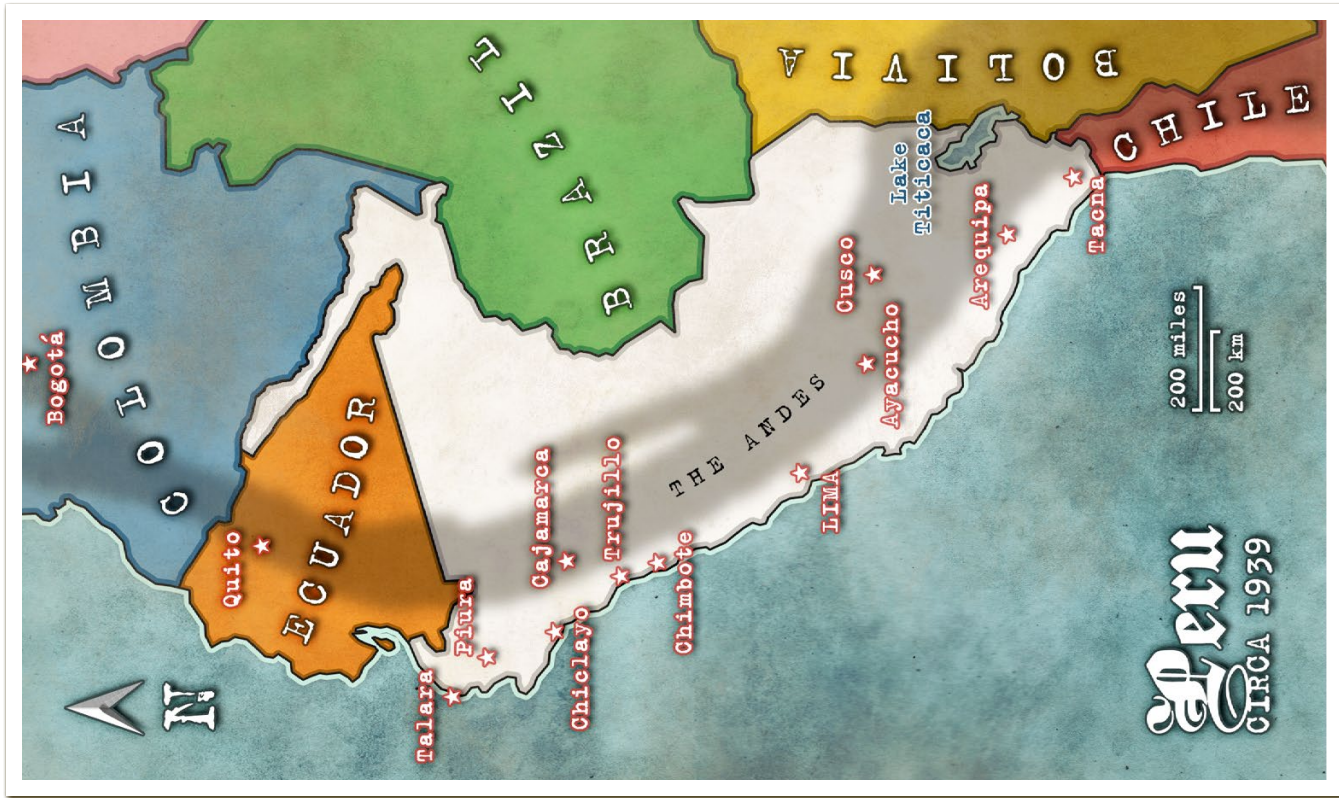 COLOMBIA
BRAZIL
BOLIVIA
CHILE
ECUADOR
Bogotá
Quito
Talara
Piura
Chiclayo
Cajamarca
Trujillo
Chimbote
THE ANDES
LIMA
Ayacucho
Cusco
Lake
Titicaca
Arequipa
Tacna
N
200 miles
200 km
Peru
CIRCA 1939